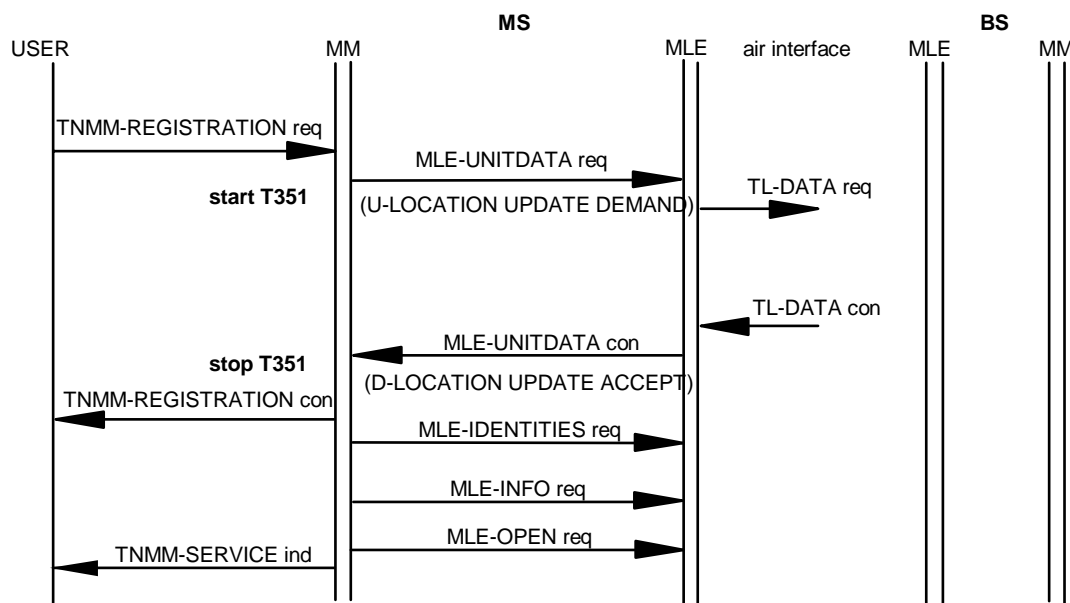 MS
BS
USER
MM
MLE
air interface
MLE
MM
TNMM-REGISTRATION req
MLE-UNITDATA req
start T351
(U-LOCATION UPDATE DEMAND)
TL-DATA req
TL-DATA con
MLE-UNITDATA con
stop T351
(D-LOCATION UPDATE ACCEPT)
TNMM-REGISTRATION con
MLE-IDENTITIES req
MLE-INFO req
MLE-OPEN req
TNMM-SERVICE ind